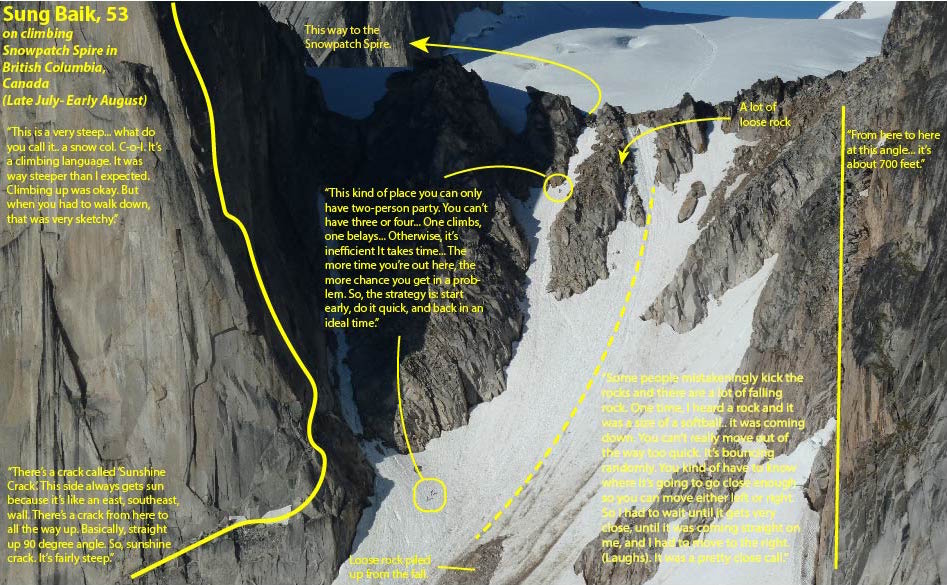 Sung Baik, 53
on climbing
Snowpatch Spire in
British Columbia,
Canada
(Late July- Early August)
"This is a very steep... what do
you call it.. a snow col. C-o-l. It's
a climbing language. It was
way steeper than I expected.
Climbing up was okay. But
when you had to walk down,
that was very sketchy."
This way to the
Snowpatch Spire.
A lot of
loose rock
"From here to here
at this angle... it's
about 700 feet."
"This kind of place you can only
have two-person party. You can't
have three or four... One climbs,
one belays... Otherwise, it's
inefficient It takes time... The
more time you're out here, the
more chance you get in a prob-
lem. So, the strategy is: start
early, do it quick, and back in an
ideal time."
"Some people mistakeningly kick the
rocks and there are a lot of falling
rock. One time, I heard a rock and it
was a size of a softball.. it was coming
down. You can't really move out of
the way too quick. It's bouncing
randomly. You kind of have to know
where it's going to go close enough
so you can move either left or right.
So I had to wait until it gets very
close, until it was coming straight on
me, and I had to move to the right.
(Laughs). It was a pretty close call."
"There's a crack called 'Sunshine
Crack.' This side always gets sun
because it's like an east, southeast,
wall. There's a crack from here to
all the way up. Basically, straight
up 90 degree angle. So, sunshine
crack. It's fairly steep."
Loose rock piled
up from the fall.